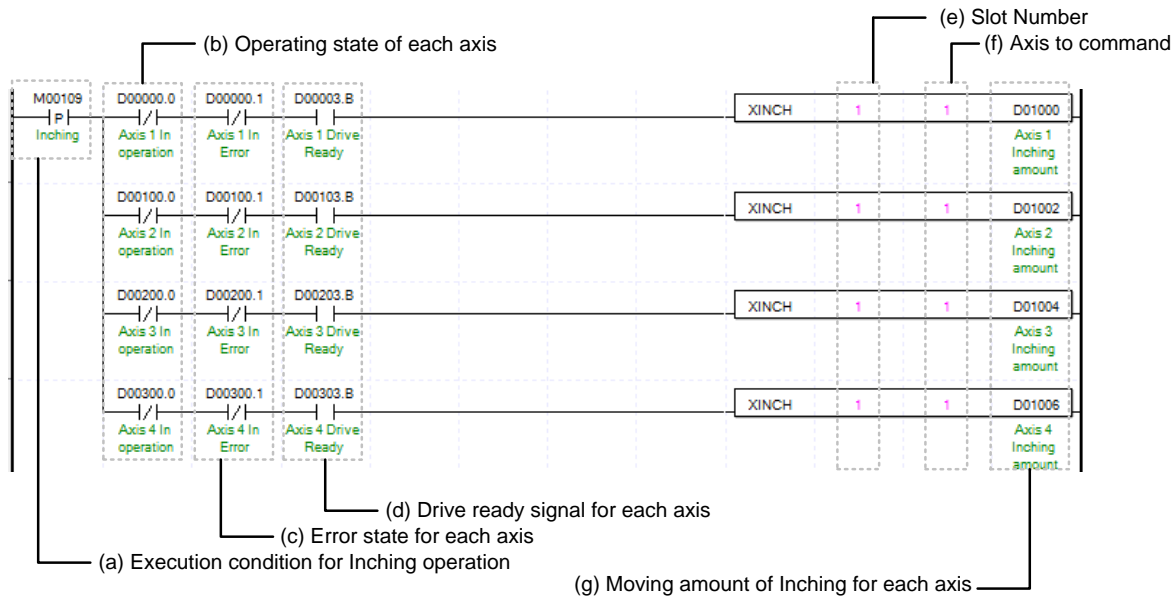 (e) Slot Number
(b) Operating state of each axis
(f) Axis to command
M00109 D00000.0 D00000.1 D00003.B
P
XINCH 1 1 D01000
Inching Axis 1 In Axis 1 In Axis 1 Drive Axis 1
operation Error Ready Inching
amount
D00100.0 D00100.1 D00103.B
XINCH 1 1 D01002
Axis 2 In Axis 2 In Axis 2 Drive Axis 2
operation Error Ready Inching
amount
D00200.0 D00200.1 D00203.B
XINCH 1 1 D01004
Axis 3 In Axis 3 In Axis 3 Drive Axis 3
operation Error Ready Inching
amount
D00300.0 D00300.1 D00303.B
XINCH 1 1 D01006
Axis 4 In Axis 4 In Axis 4 Drive Axis 4
operation Error Ready Inching
amount
(d) Drive ready signal for each axis
(c) Error state for each axis
(a) Execution condition for Inching operation
(g) Moving amount of Inching for each axis